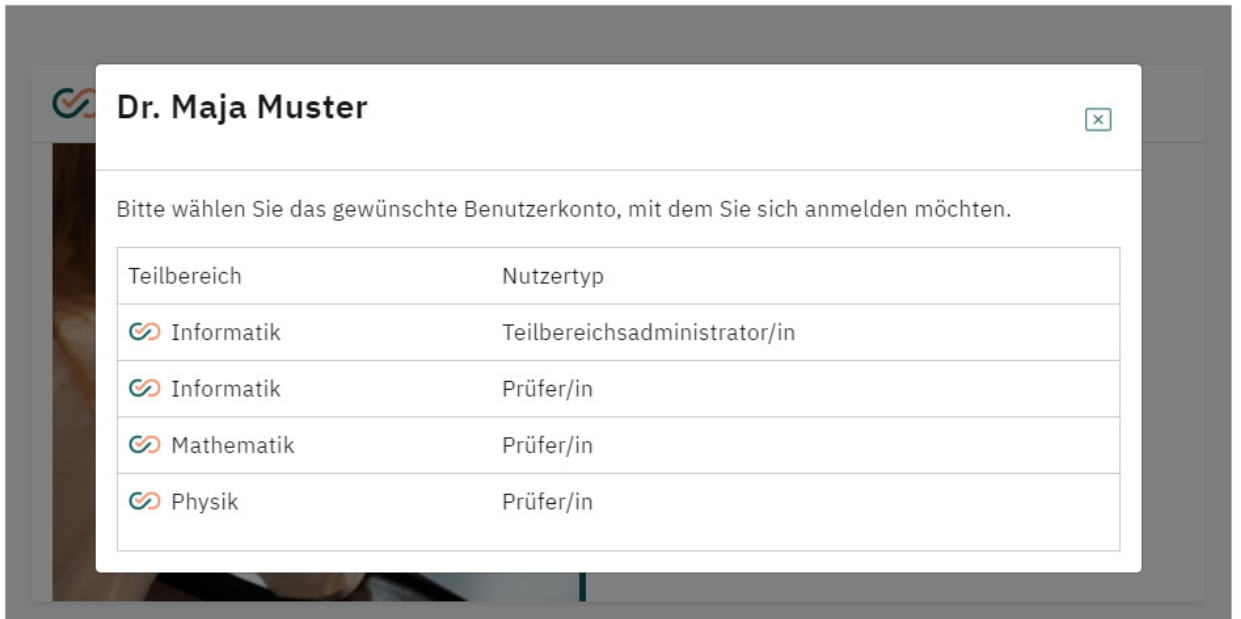 Dr. Maja Muster
Bitte wählen Sie das gewünschte Benutzerkonto, mit dem Sie sich anmelden möchten.
Teilbereich Nutzertyp
Informatik Teilbereichsadministrator/in
Informatik Prüfer/in
Mathematik Prüfer/in
Physik Prüfer/in